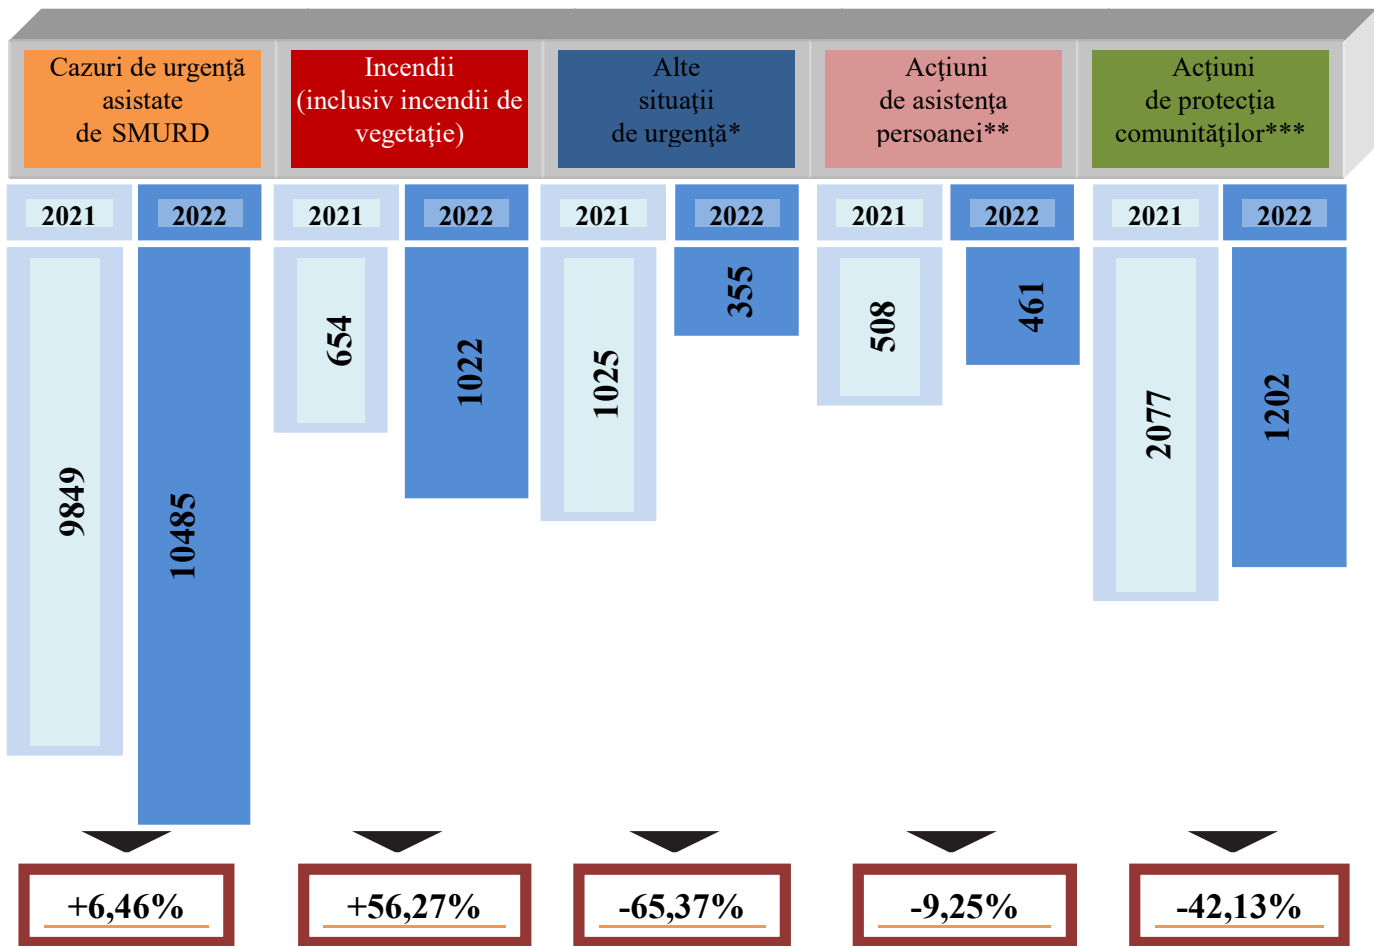 Cazuri de urgenţă
asistate
de SMURD
Incendii
(inclusiv incendii de
vegetaţie)
Alte
situaţii
de urgenţă*
Acţiuni
de asistenţa
persoanei**
Acţiuni
de protecţia
comunităţilor***
2021
2022
2021
2022
2021
2022
2021
2022
2021
2022
9849
10485
654
1022
1025
355
508
461
2077
1202
+6,46%
+56,27%
-65,37%
-9,25%
-42,13%